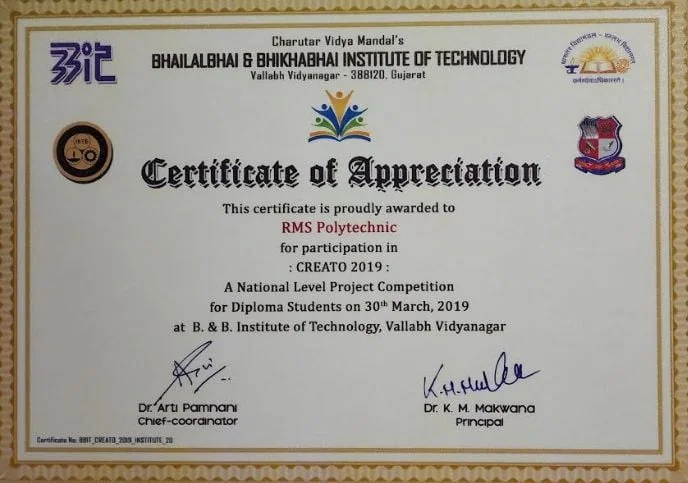 Charutar Vidya Mandal's
BHAILALBHAI & BHIKHABHAI INSTITUTE OF TECHNOLOGY
Vallabh Vidyanagar - 388120. Gujarat
ISTE
Certificate of Appreciation
This certificate is proudly awarded to
RMS Polytechnic
for participation in
: CREATO 2019 :
A National Level Project Competition
for Diploma Students on 30th March, 2019
at B. & B. Institute of Technology, Vallabh Vidyanagar
Dr. Arti Pamnani
Chief-coordinator
K.M.
Dr. K. M. Makwana
Principal
Certificate No: BBIT_CREATO_2019_INSTITUTE_20